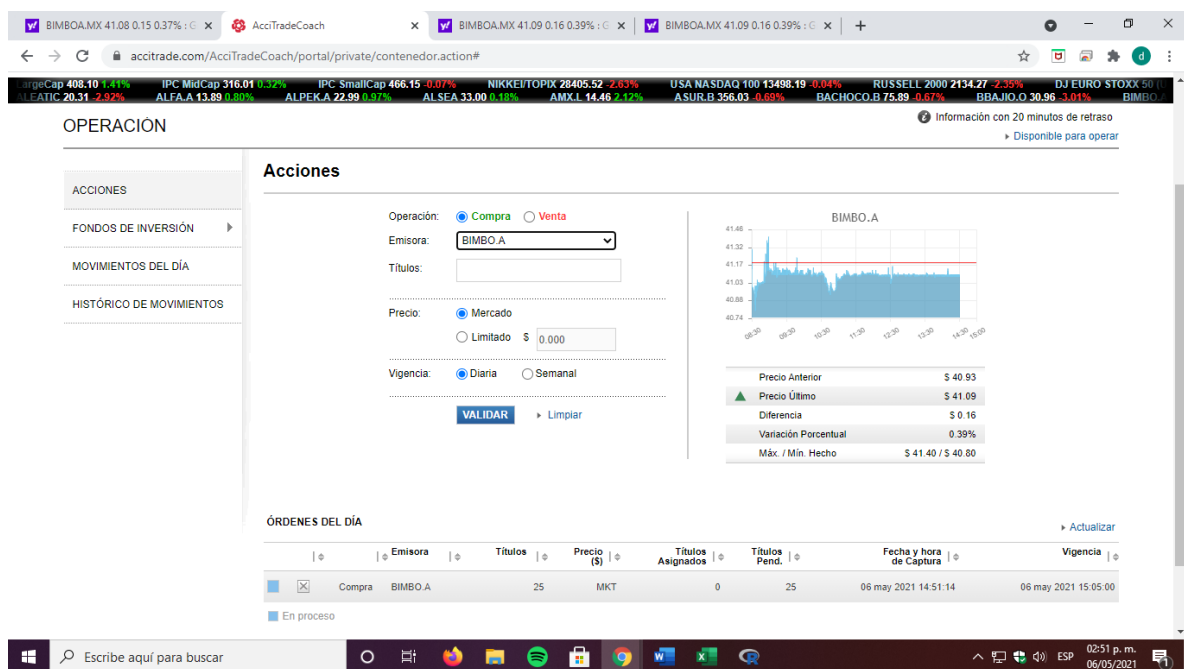 BIMBOA.MX 41.08 0.15 0.37% : G
AcciTradeCoach
BIMBOA.MX 41.09 0.16 0.39% : G
BIMBOA.MX 41.09 0.16 0.39% : G
accitrade.com/AcciTradeCoach/portal/private/contenedor.action#
d
argeCap 408.10 1.41% IPC MidCap 316.01 0.32% IPC SmallCap 466.15 -0.07% NIKKEI/TOPIX 28405.52 -2.63% USA NASDAQ 100 13498.19 -0.04% RUSSELL 2000 2134.27 -2.35% DJ EURO STOXX 50
LEATIC 20.31 -2.92% ALFA.A 13.89 0.80% ALPEK.A 22.99 0.97% ALSEA 33.00 0.18% AMX.L 14.46 2.12% ASUR.B 356.03 -0.69% BACHOCO.B 75.89 -0.67% BBAJIO.O 30.96 -3.01% BIMBO.
OPERACIÓN
Información con 20 minutos de retraso
Disponible para operar
ACCIONES
FONDOS DE INVERSIÓN
MOVIMIENTOS DEL DÍA
HISTÓRICO DE MOVIMIENTOS
Acciones
Operación: Compra Venta
Emisora: BIMBO.A
Títulos:
Precio: Mercado
Limitado $ 0.000
Vigencia: Diaria Semanal
VALIDAR Limpiar
BIMBO.A
41.46
41.32
41.17
41.03
40.88
40.74
08:30 09:30 10:30 11:30 12:30 13:30 14:30 15:00
Precio Anterior $ 40.93
Precio Último $ 41.09
Diferencia $ 0.16
Variación Porcentual 0.39%
Máx. / Mín. Hecho $ 41.40 / $ 40.80
ÓRDENES DEL DÍA
Actualizar
Emisora Títulos Precio ($) Títulos Asignados Títulos Pend. Fecha y hora de Captura Vigencia
Compra BIMBO.A 25 MKT 0 25 06 may 2021 14:51:14 06 may 2021 15:05:00
En proceso
Escribe aquí para buscar
ESP
02:51 p. m.
06/05/2021